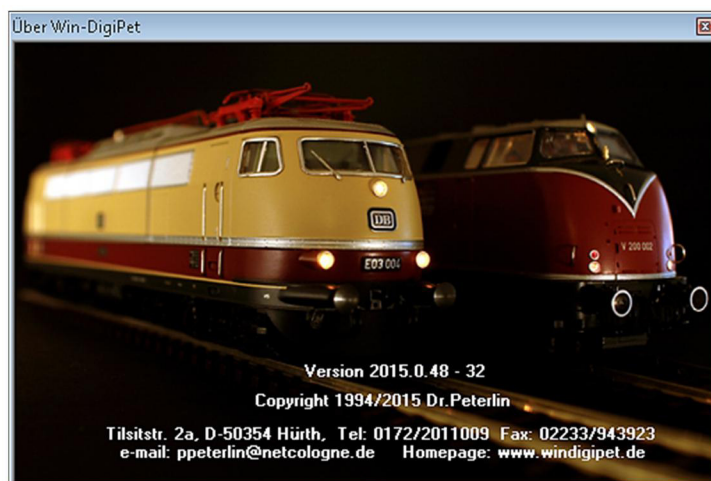 Über Win-DigiPet
DB
E03 004
V 200 002
Version 2015.0.48 - 32
Copyright 1994/2015 Dr.Peterlin
Tilsitstr. 2a, D-50354 Hürth, Tel: 0172/2011009 Fax: 02233/943923
e-mail: ppeterlin@netcologne.de Homepage: www.windigipet.de